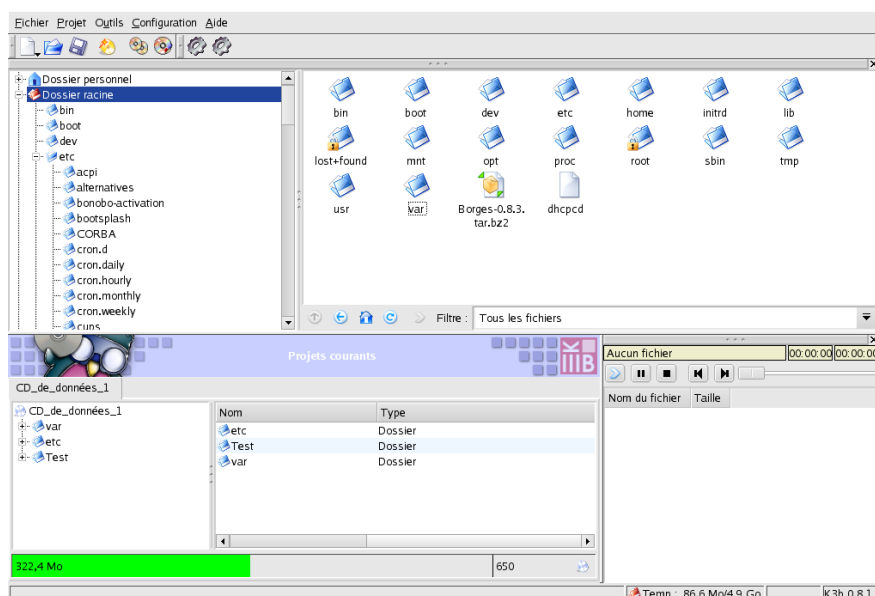 Fichier Projet Outils Configuration Aide
Dossier personnel
Dossier racine
bin
boot
dev
etc
acpi
alternatives
bonobo-activation
bootsplash
CORBA
cron.d
cron.daily
cron.hourly
cron.monthly
cron.weekly
cups
bin boot dev etc home initrd lib
lost+found mnt opt proc root sbin tmp
usr var Borges-0.8.3. dhcpcd
tar.bz2
Filtre : Tous les fichiers
Projets courants
K
III B
CD_de_données_1
CD_de_données_1
var
etc
Test
Nom Type
etc Dossier
Test Dossier
var Dossier
322,4 Mo 650
Aucun fichier 00:00:00 00:00:00
Nom du fichier Taille
Temp : 86,6 Mo/4,9 Go K3b 0.8.1